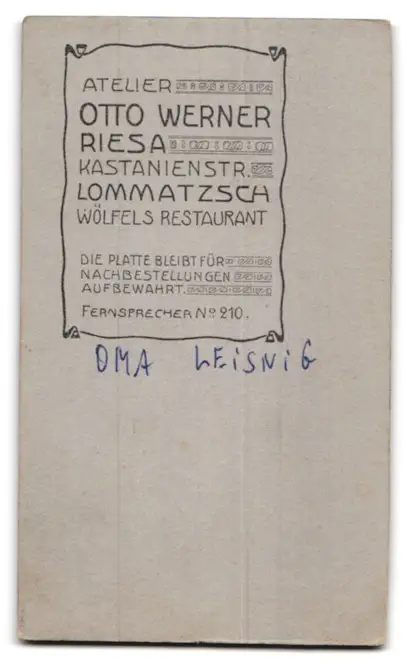 ATELIER
OTTO WERNER
RIESA
KASTANIENSTR.
LOMMATZSCH
WÖLFELS RESTAURANT
DIE PLATTE BLEIBT FÜR
NACHBESTELLUNGEN
AUFBEWAHRT.
FERNSPRECHER No 210.
OMA LEISNIG